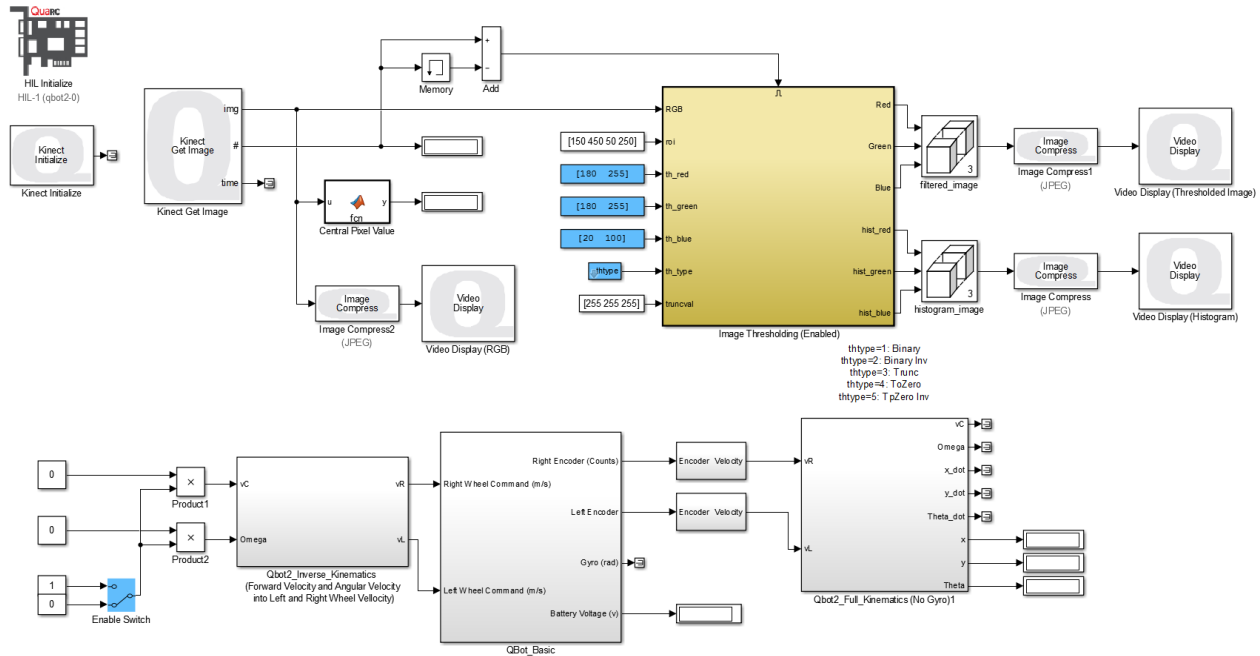 QUARC
HIL Initialize
HIL-1 (qbot2-0)
Kinect
Initialize
Kinect Initialize
Kinect
Get Image
img
#
time
Kinect Get Image
Memory
+
−
Add
u
fcn
y
Central Pixel Value
Image
Compress
Image Compress2
(JPEG)
Video
Display
Video Display (RGB)
[150 450 50 250]
[180 255]
[180 255]
[20 100]
thtype
[255 255 255]
RGB
roi
th_red
th_green
th_blue
th_type
truncval
Red
Green
Blue
hist_red
hist_green
hist_blue
Image Thresholding (Enabled)
3
filtered_image
Image
Compress
Image Compress1
(JPEG)
Video
Display
Video Display (Thresholded Image)
3
histogram_image
Image
Compress
Image Compress
(JPEG)
Video
Display
Video Display (Histogram)
thtype=1: Binary
thtype=2: Binary Inv
thtype=3: Trunc
thtype=4: ToZero
thtype=5: TpZero Inv
0
0
1
0
Enable Switch
×
Product1
×
Product2
vC
Omega
vR
vL
Qbot2_Inverse_Kinematics
(Forward Velocity and Angular Velocity
into Left and Right Wheel Vellocity)
Right Wheel Command (m/s)
Left Wheel Command (m/s)
Right Encoder (Counts)
Left Encoder
Gyro (rad)
Battery Voltage (v)
QBot_Basic
Encoder Velocity
Encoder Velocity
vR
vL
vC
Omega
x_dot
y_dot
Theta_dot
x
y
Theta
Qbot2_Full_Kinematics (No Gyro)1